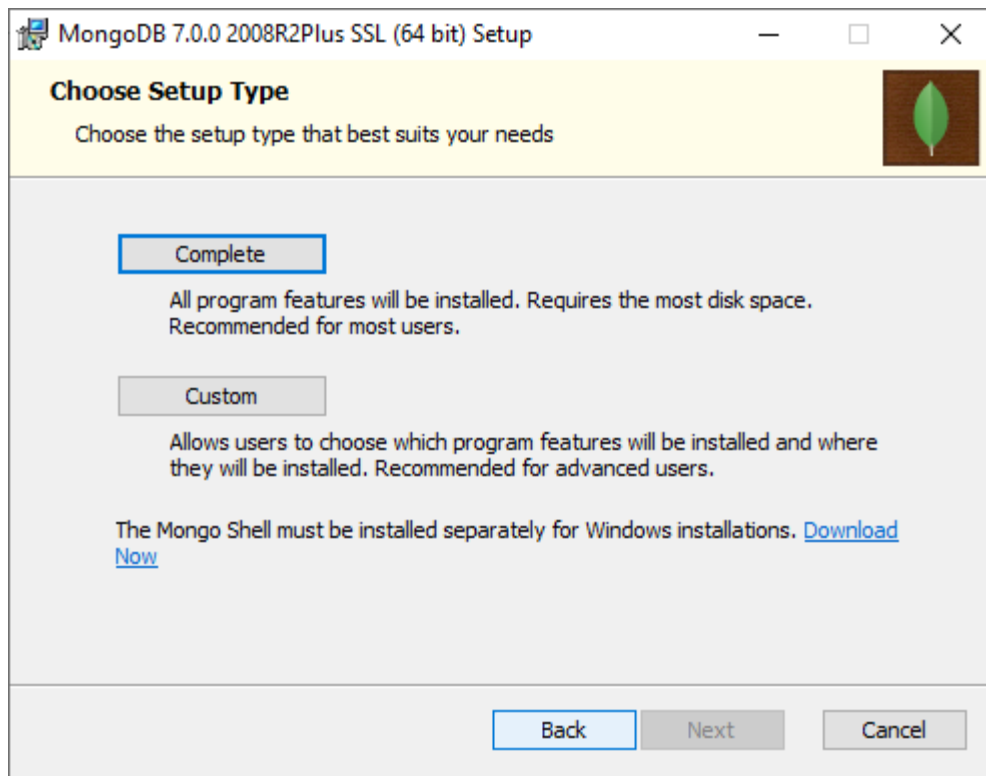 MongoDB 7.0.0 2008R2Plus SSL (64 bit) Setup
Choose Setup Type
Choose the setup type that best suits your needs
Complete
All program features will be installed. Requires the most disk space.
Recommended for most users.
Custom
Allows users to choose which program features will be installed and where
they will be installed. Recommended for advanced users.
The Mongo Shell must be installed separately for Windows installations. Download
Now
Back
Next
Cancel